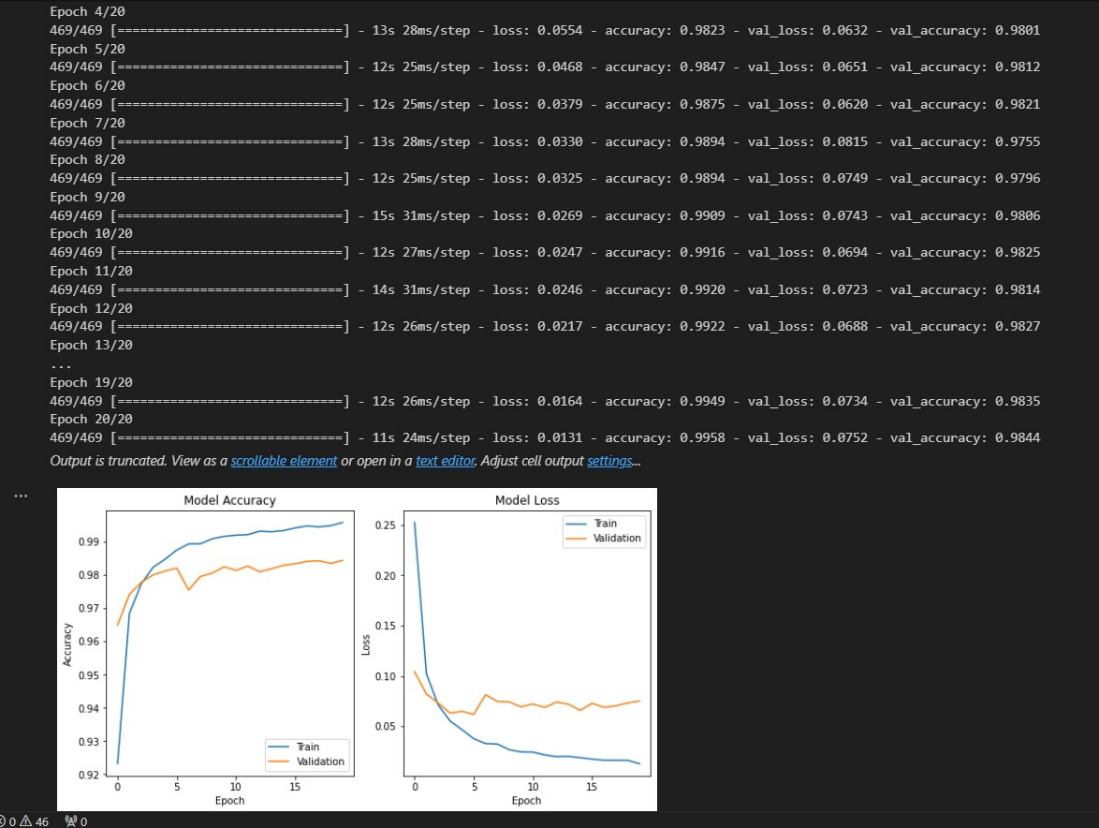 Epoch 4/20
469/469 [==============================] - 13s 28ms/step - loss: 0.0554 - accuracy: 0.9823 - val_loss: 0.0632 - val_accuracy: 0.9801
Epoch 5/20
469/469 [==============================] - 12s 25ms/step - loss: 0.0468 - accuracy: 0.9847 - val_loss: 0.0651 - val_accuracy: 0.9812
Epoch 6/20
469/469 [==============================] - 12s 25ms/step - loss: 0.0379 - accuracy: 0.9875 - val_loss: 0.0620 - val_accuracy: 0.9821
Epoch 7/20
469/469 [==============================] - 13s 28ms/step - loss: 0.0330 - accuracy: 0.9894 - val_loss: 0.0815 - val_accuracy: 0.9755
Epoch 8/20
469/469 [==============================] - 12s 25ms/step - loss: 0.0325 - accuracy: 0.9894 - val_loss: 0.0749 - val_accuracy: 0.9796
Epoch 9/20
469/469 [==============================] - 15s 31ms/step - loss: 0.0269 - accuracy: 0.9909 - val_loss: 0.0743 - val_accuracy: 0.9806
Epoch 10/20
469/469 [==============================] - 12s 27ms/step - loss: 0.0247 - accuracy: 0.9916 - val_loss: 0.0694 - val_accuracy: 0.9825
Epoch 11/20
469/469 [==============================] - 14s 31ms/step - loss: 0.0246 - accuracy: 0.9920 - val_loss: 0.0723 - val_accuracy: 0.9814
Epoch 12/20
469/469 [==============================] - 12s 26ms/step - loss: 0.0217 - accuracy: 0.9922 - val_loss: 0.0688 - val_accuracy: 0.9827
Epoch 13/20
...
Epoch 19/20
469/469 [==============================] - 12s 26ms/step - loss: 0.0164 - accuracy: 0.9949 - val_loss: 0.0734 - val_accuracy: 0.9835
Epoch 20/20
469/469 [==============================] - 11s 24ms/step - loss: 0.0131 - accuracy: 0.9958 - val_loss: 0.0752 - val_accuracy: 0.9844
Output is truncated. View as a scrollable element or open in a text editor. Adjust cell output settings...
...
Model Accuracy
0.99
0.98
0.97
0.96
0.95
0.94
0.93
0.92
Accuracy
Train
Validation
0 5 10 15
Epoch
Model Loss
0.25
0.20
0.15
0.10
0.05
Loss
Train
Validation
0 5 10 15
Epoch
0 46 0